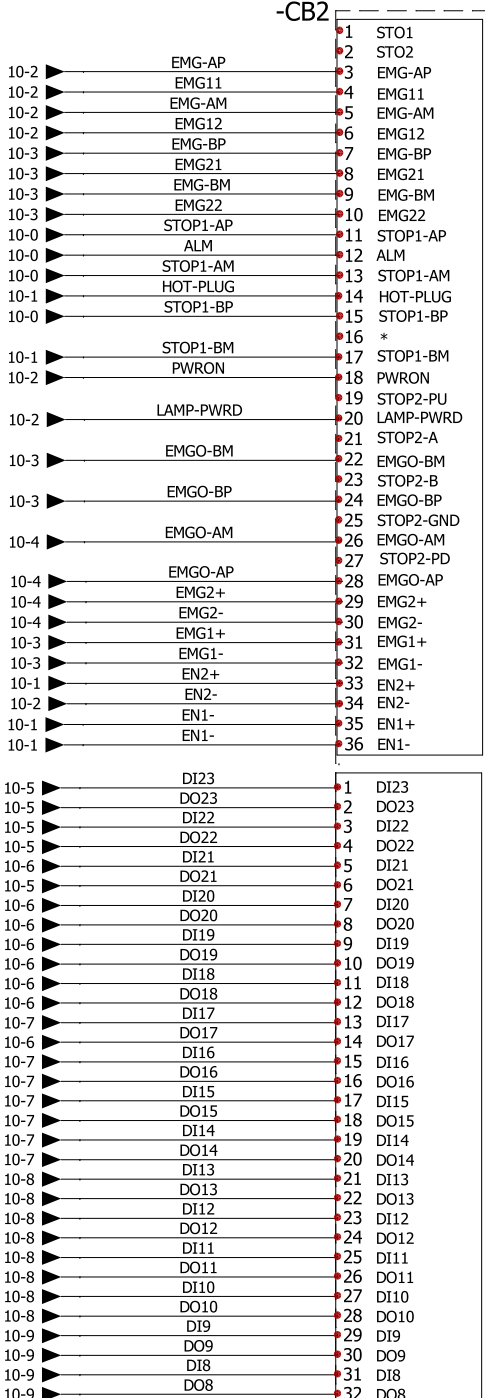 -CB2
1 STO1
2 STO2
10-2 EMG-AP 3 EMG-AP
10-2 EMG11 4 EMG11
10-2 EMG-AM 5 EMG-AM
10-2 EMG12 6 EMG12
10-3 EMG-BP 7 EMG-BP
10-3 EMG21 8 EMG21
10-3 EMG-BM 9 EMG-BM
10-3 EMG22 10 EMG22
10-0 STOP1-AP 11 STOP1-AP
10-0 ALM 12 ALM
10-0 STOP1-AM 13 STOP1-AM
10-1 HOT-PLUG 14 HOT-PLUG
10-0 STOP1-BP 15 STOP1-BP
16 *
10-1 STOP1-BM 17 STOP1-BM
10-2 PWRON 18 PWRON
19 STOP2-PU
10-2 LAMP-PWRD 20 LAMP-PWRD
21 STOP2-A
10-3 EMGO-BM 22 EMGO-BM
23 STOP2-B
10-3 EMGO-BP 24 EMGO-BP
25 STOP2-GND
10-4 EMGO-AM 26 EMGO-AM
27 STOP2-PD
10-4 EMGO-AP 28 EMGO-AP
10-4 EMG2+ 29 EMG2+
10-4 EMG2- 30 EMG2-
10-3 EMG1+ 31 EMG1+
10-3 EMG1- 32 EMG1-
10-1 EN2+ 33 EN2+
10-2 EN2- 34 EN2-
10-1 EN1- 35 EN1+
10-1 EN1- 36 EN1-
10-5 DI23 1 DI23
10-5 DO23 2 DO23
10-5 DI22 3 DI22
10-5 DO22 4 DO22
10-6 DI21 5 DI21
10-5 DO21 6 DO21
10-6 DI20 7 DI20
10-6 DO20 8 DO20
10-6 DI19 9 DI19
10-6 DO19 10 DO19
10-6 DI18 11 DI18
10-6 DO18 12 DO18
10-7 DI17 13 DI17
10-6 DO17 14 DO17
10-7 DI16 15 DI16
10-7 DO16 16 DO16
10-7 DI15 17 DI15
10-7 DO15 18 DO15
10-7 DI14 19 DI14
10-7 DO14 20 DO14
10-8 DI13 21 DI13
10-8 DO13 22 DO13
10-8 DI12 23 DI12
10-8 DO12 24 DO12
10-8 DI11 25 DI11
10-8 DO11 26 DO11
10-8 DI10 27 DI10
10-8 DO10 28 DO10
10-9 DI9 29 DI9
10-9 DO9 30 DO9
10-9 DI8 31 DI8
10-9 DO8 32 DO8